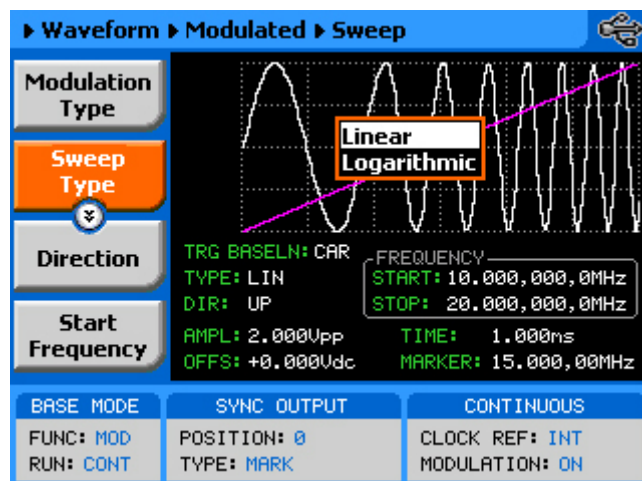 ▸ Waveform ▸ Modulated ▸ Sweep
Modulation
Type
Sweep
Type
Direction
Start
Frequency
Linear
Logarithmic
TRG BASELN: CAR
TYPE: LIN
DIR: UP
FREQUENCY
START: 10.000,000,0MHz
STOP: 20.000,000,0MHz
AMPL: 2.000Vpp
TIME: 1.000ms
OFFS: +0.000Vdc
MARKER: 15.000,00MHz
BASE MODE
FUNC: MOD
RUN: CONT
SYNC OUTPUT
POSITION: 0
TYPE: MARK
CONTINUOUS
CLOCK REF: INT
MODULATION: ON